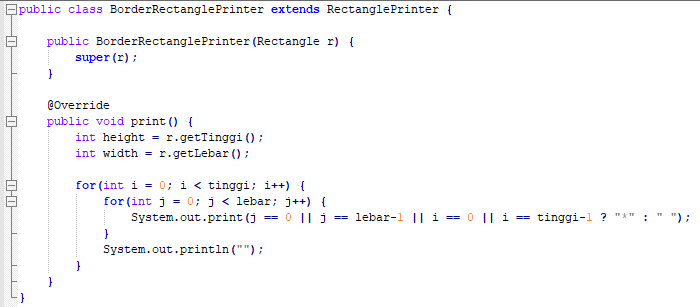 public class BorderRectanglePrinter extends RectanglePrinter {
public BorderRectanglePrinter(Rectangle r) {
super(r);
}
@Override
public void print() {
int height = r.getTinggi();
int width = r.getLebar();
for(int i = 0; i < tinggi; i++) {
for(int j = 0; j < lebar; j++) {
System.out.print(j == 0 || j == lebar-1 || i == 0 || i == tinggi-1 ? "*" : " ");
}
System.out.println("");
}
}
}